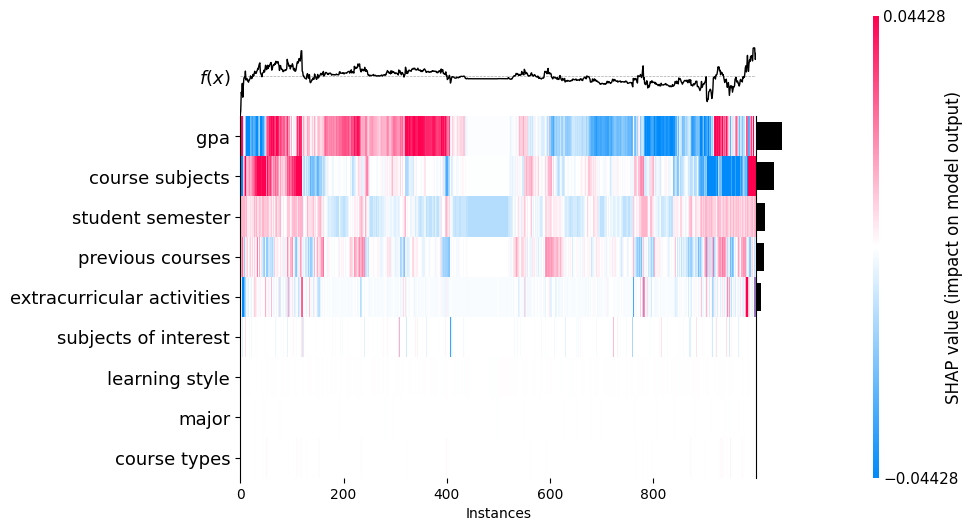 0.04428
f(x)
gpa
course subjects
student semester
previous courses
extracurricular activities
subjects of interest
learning style
major
course types
0 200 400 600 800
Instances
−0.04428
SHAP value (impact on model output)